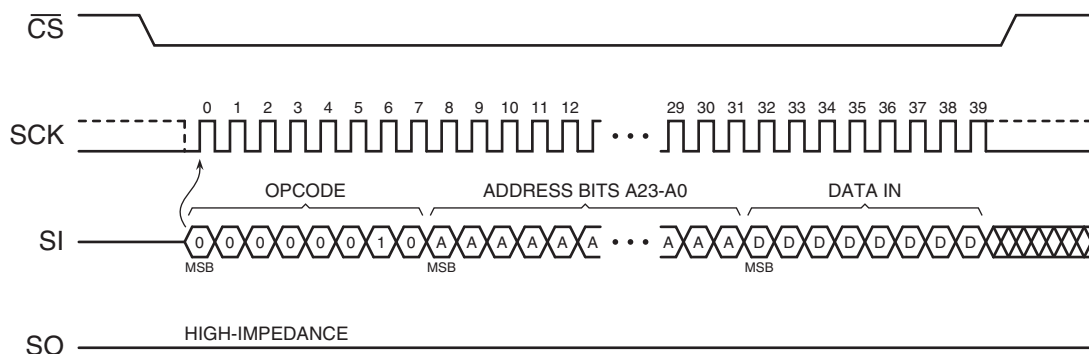 CS
0 1 2 3 4 5 6 7 8 9 10 11 12 29 30 31 32 33 34 35 36 37 38 39
SCK
OPCODE ADDRESS BITS A23-A0 DATA IN
SI 0 0 0 0 0 0 1 0 A A A A A A A A A D D D D D D D D
MSB MSB MSB
HIGH-IMPEDANCE
SO